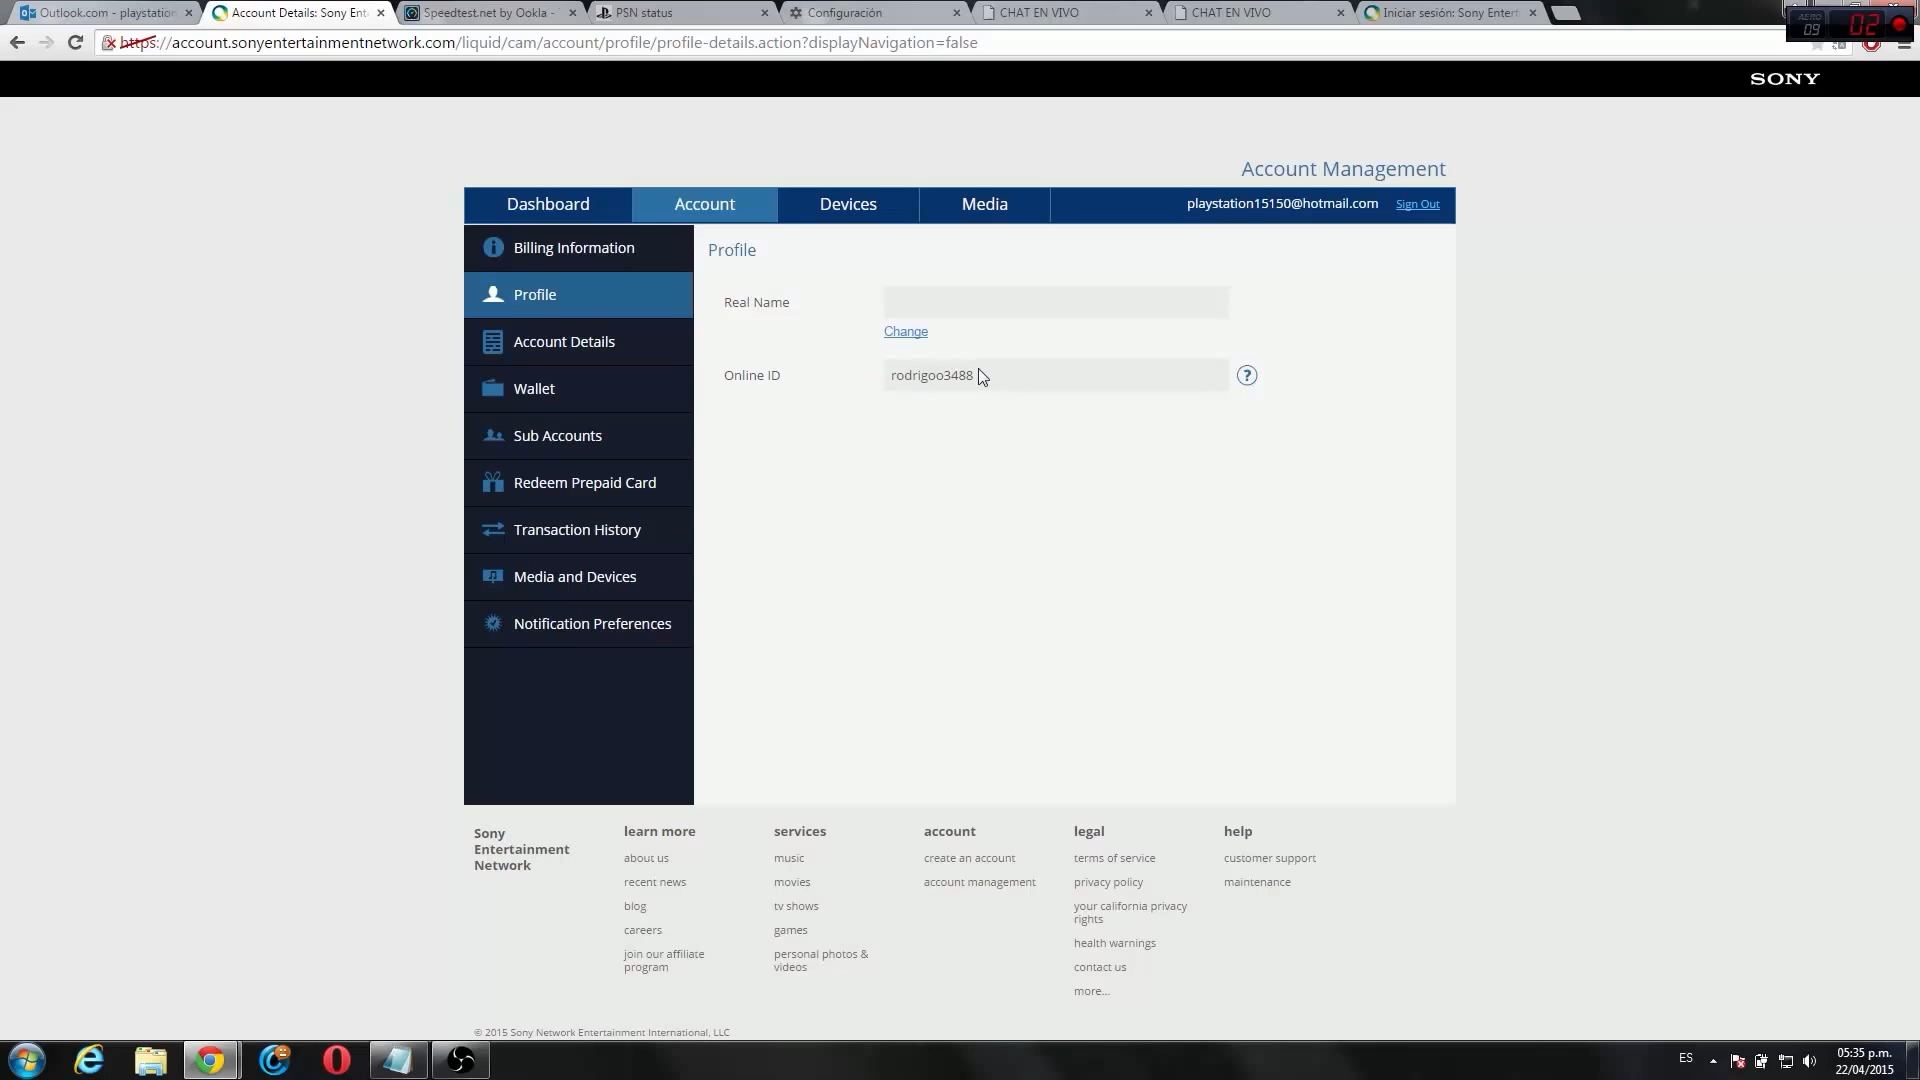 Outlook.com - playstation
Account Details: Sony Ent
Speedtest.net by Ookla -
PSN status
Configuración
CHAT EN VIVO
CHAT EN VIVO
Iniciar sesión: Sony Entert
AERO
09
02
https://account.sonyentertainmentnetwork.com/liquid/cam/account/profile/profile-details.action?displayNavigation=false
SONY
Account Management
Dashboard
Account
Devices
Media
playstation15150@hotmail.com
Sign Out
Billing Information
Profile
Account Details
Wallet
Sub Accounts
Redeem Prepaid Card
Transaction History
Media and Devices
Notification Preferences
Profile
Real Name
Change
Online ID
rodrigoo3488
?
Sony
Entertainment
Network
learn more
about us
recent news
blog
careers
join our affiliate
program
services
music
movies
tv shows
games
personal photos &
videos
account
create an account
account management
legal
terms of service
privacy policy
your california privacy
rights
health warnings
contact us
more...
help
customer support
maintenance
© 2015 Sony Network Entertainment International, LLC
ES
05:35 p.m.
22/04/2015